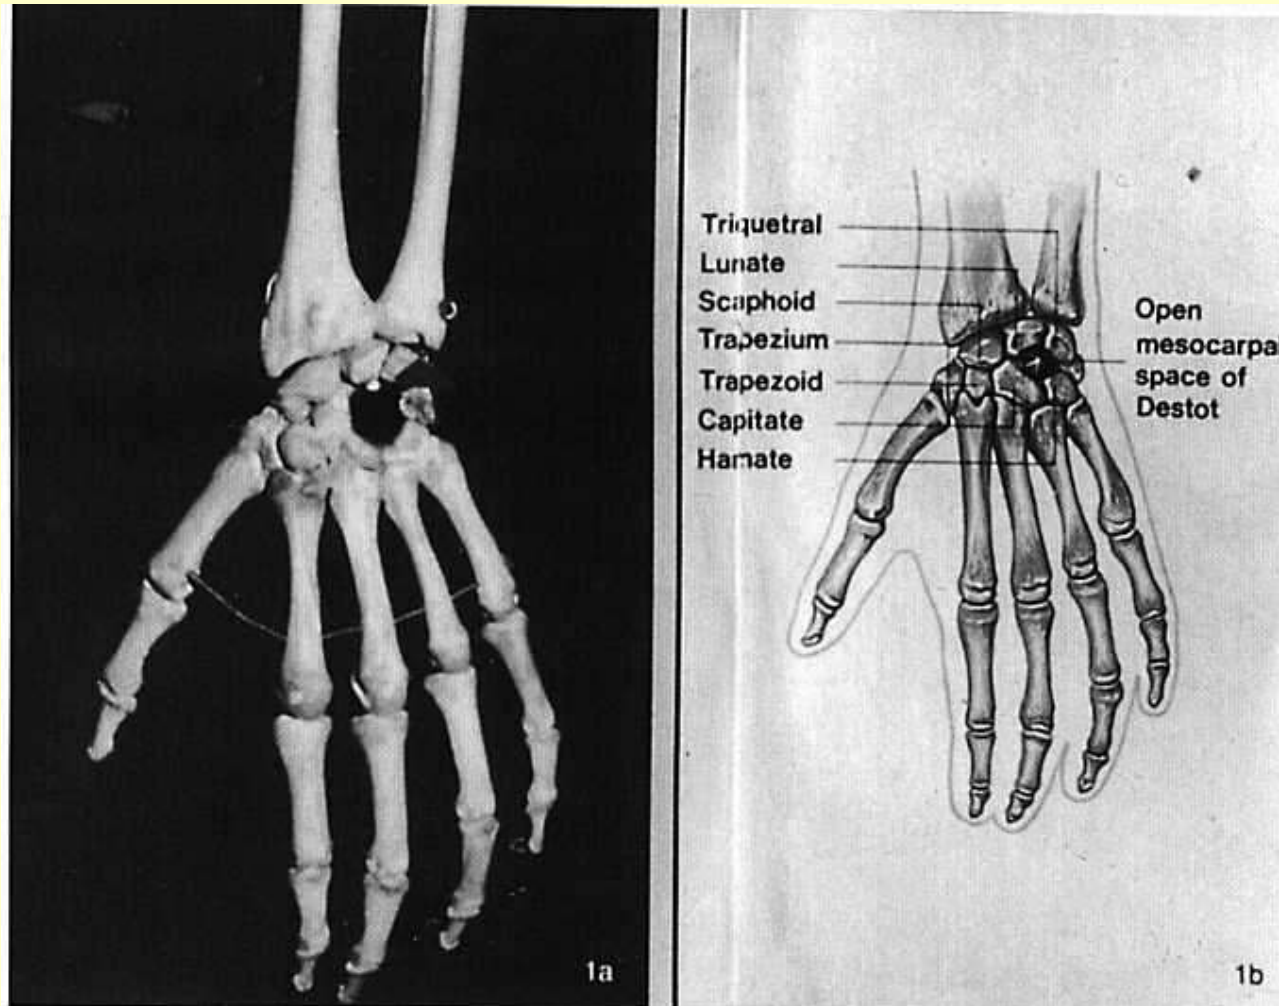 Triquetral
Lunate
Scaphoid
Trapezium
Trapezoid
Capitate
Hamate
Open
mesocarpa
space of
Destot
1a
1b